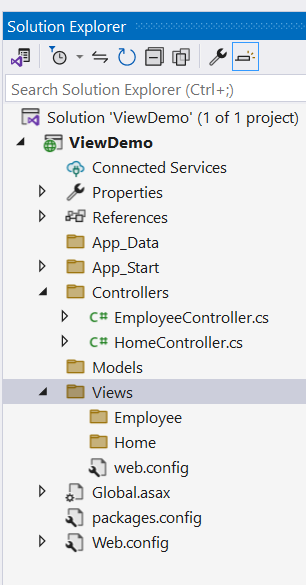 Solution Explorer
Search Solution Explorer (Ctrl+;)
Solution 'ViewDemo' (1 of 1 project)
ViewDemo
Connected Services
Properties
References
App_Data
App_Start
Controllers
C# EmployeeController.cs
C# HomeController.cs
Models
Views
Employee
Home
web.config
Global.asax
packages.config
Web.config